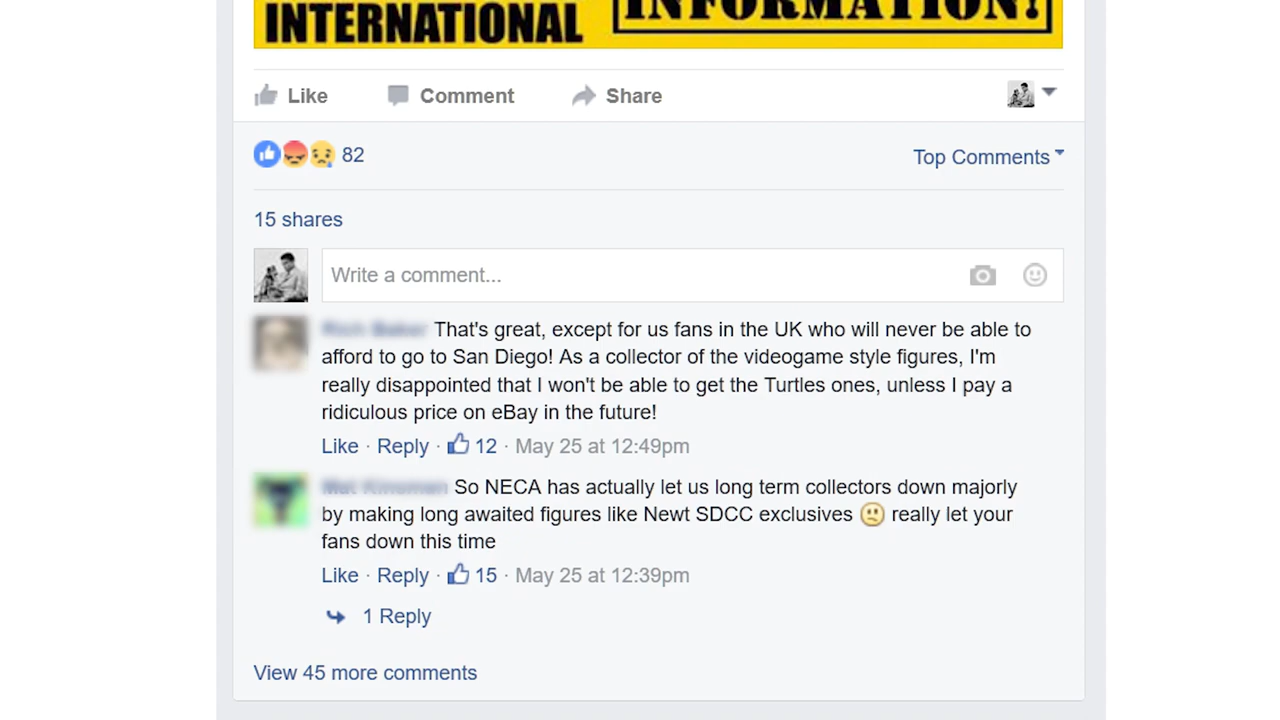 INTERNATIONAL
INFORMATION!
Like Comment Share
82
Top Comments
15 shares
Write a comment...
That's great, except for us fans in the UK who will never be able to
afford to go to San Diego! As a collector of the videogame style figures, I'm
really disappointed that I won't be able to get the Turtles ones, unless I pay a
ridiculous price on eBay in the future!
Like · Reply · 12 · May 25 at 12:49pm
So NECA has actually let us long term collectors down majorly
by making long awaited figures like Newt SDCC exclusives really let your
fans down this time
Like · Reply · 15 · May 25 at 12:39pm
1 Reply
View 45 more comments